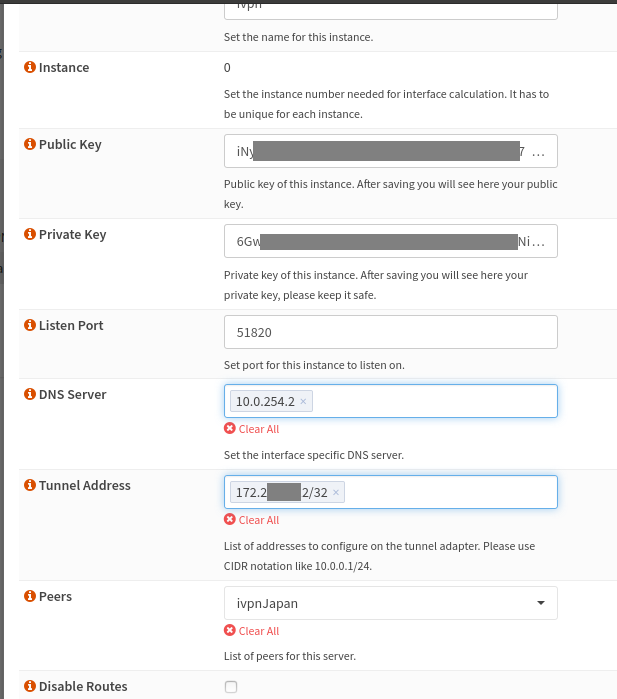 ivpn
Set the name for this instance.
Instance
0
Set the instance number needed for interface calculation. It has to
be unique for each instance.
Public Key
iNy 7 ...
Public key of this instance. After saving you will see here your public
key.
Private Key
6Gw Ni...
Private key of this instance. After saving you will see here your
private key, please keep it safe.
Listen Port
51820
Set port for this instance to listen on.
DNS Server
10.0.254.2 ×
Clear All
Set the interface specific DNS server.
Tunnel Address
172.2 2/32 ×
Clear All
List of addresses to configure on the tunnel adapter. Please use
CIDR notation like 10.0.0.1/24.
Peers
ivpnJapan
Clear All
List of peers for this server.
Disable Routes